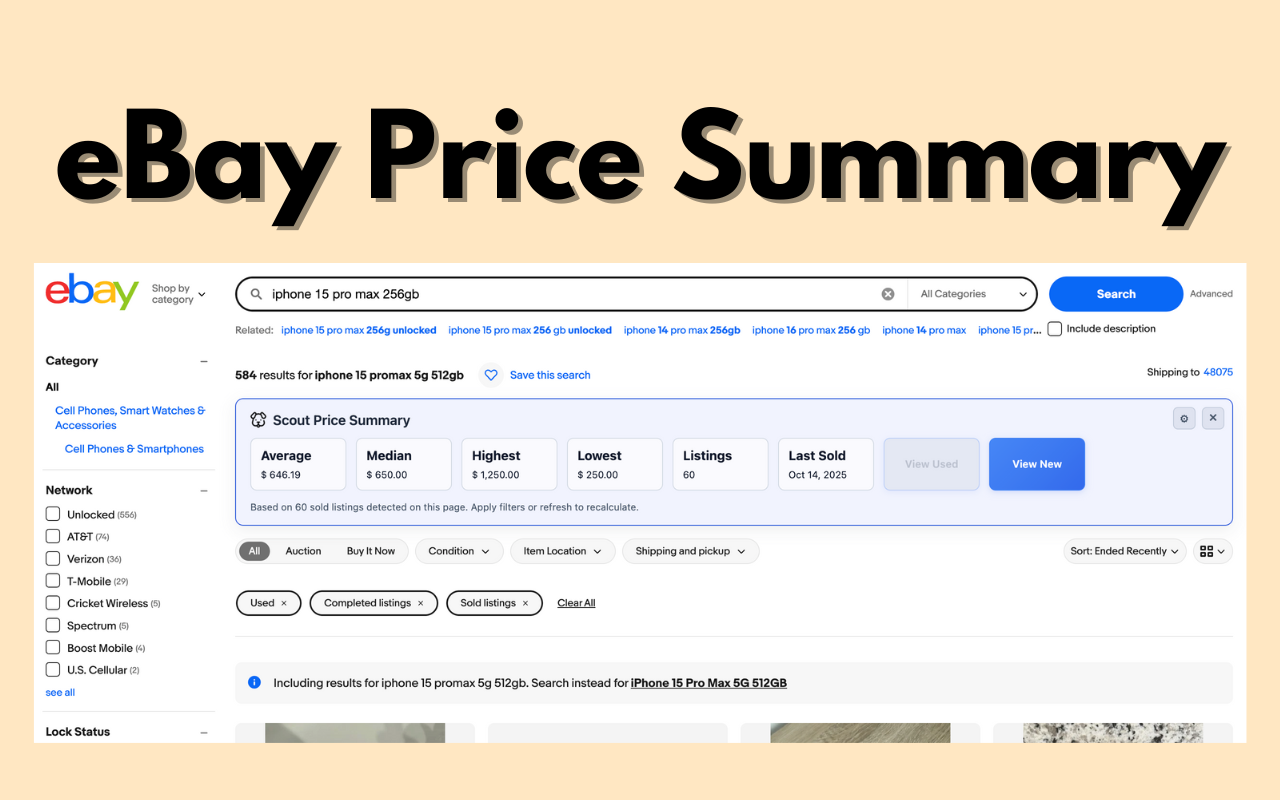 eBay Price Summary
ebay
Shop by
category
iphone 15 pro max 256gb
All Categories
Search
Advanced
Related: iphone 15 pro max 256g unlocked iphone 15 pro max 256 gb unlocked iphone 14 pro max 256gb iphone 16 pro max 256 gb iphone 14 pro max iphone 15 pr... Include description
Category
All
Cell Phones, Smart Watches &
Accessories
Cell Phones & Smartphones
Network
Unlocked (556)
AT&T (74)
Verizon (36)
T-Mobile (29)
Cricket Wireless (5)
Spectrum (5)
Boost Mobile (4)
U.S. Cellular (2)
see all
Lock Status
584 results for iphone 15 promax 5g 512gb
Save this search
Shipping to 48075
Scout Price Summary
Average
$ 646.19
Median
$ 650.00
Highest
$ 1,250.00
Lowest
$ 250.00
Listings
60
Last Sold
Oct 14, 2025
View Used
View New
Based on 60 sold listings detected on this page. Apply filters or refresh to recalculate.
All Auction Buy It Now Condition Item Location Shipping and pickup Sort: Ended Recently
Used × Completed listings × Sold listings × Clear All
Including results for iphone 15 promax 5g 512gb. Search instead for iPhone 15 Pro Max 5G 512GB